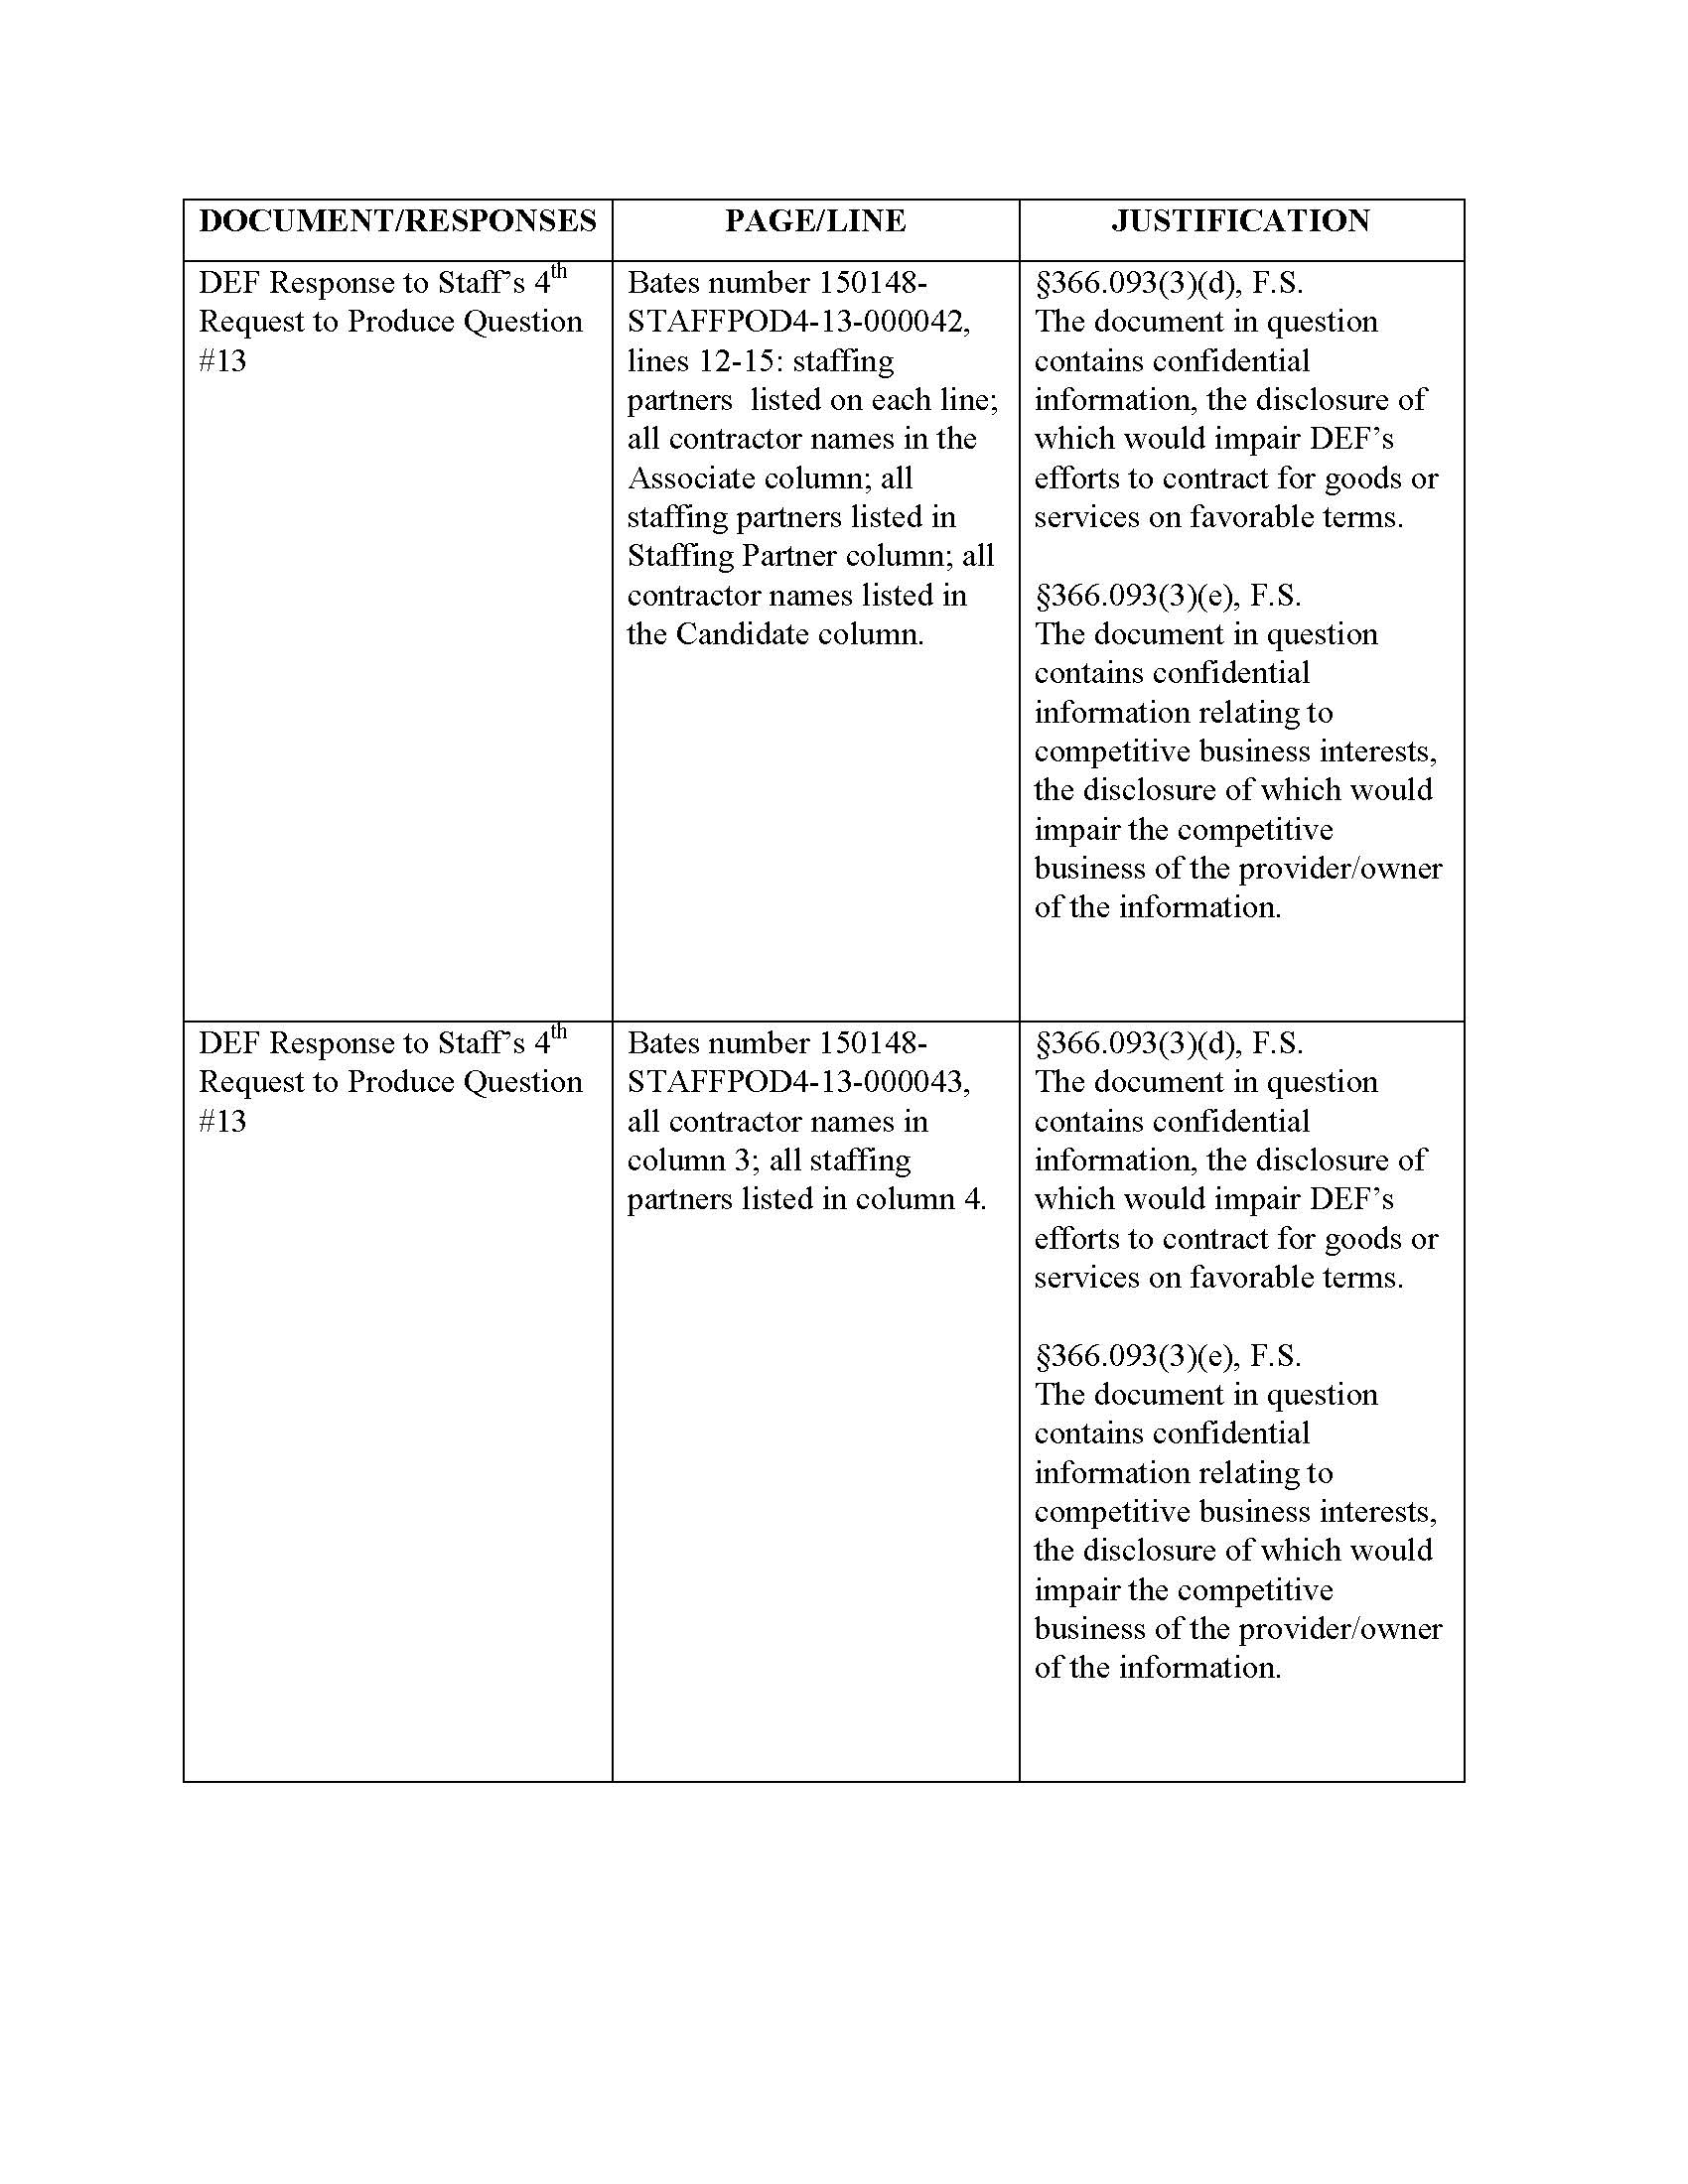 DOCUMENT/RESPONSES PAGE/LINE JUSTIFICATION
DEF Response to Staff’s 4th
Request to Produce Question
#13
Bates number 150148-
STAFFPOD4-13-000042,
lines 12-15: staffing
partners  listed on each line;
all contractor names in the
Associate column; all
staffing partners listed in
Staffing Partner column; all
contractor names listed in
the Candidate column.
§366.093(3)(d), F.S.
The document in question
contains confidential
information, the disclosure of
which would impair DEF’s
efforts to contract for goods or
services on favorable terms.
§366.093(3)(e), F.S.
The document in question
contains confidential
information relating to
competitive business interests,
the disclosure of which would
impair the competitive
business of the provider/owner
of the information.
DEF Response to Staff’s 4th
Request to Produce Question
#13
Bates number 150148-
STAFFPOD4-13-000043,
all contractor names in
column 3; all staffing
partners listed in column 4.
§366.093(3)(d), F.S.
The document in question
contains confidential
information, the disclosure of
which would impair DEF’s
efforts to contract for goods or
services on favorable terms.
§366.093(3)(e), F.S.
The document in question
contains confidential
information relating to
competitive business interests,
the disclosure of which would
impair the competitive
business of the provider/owner
of the information.